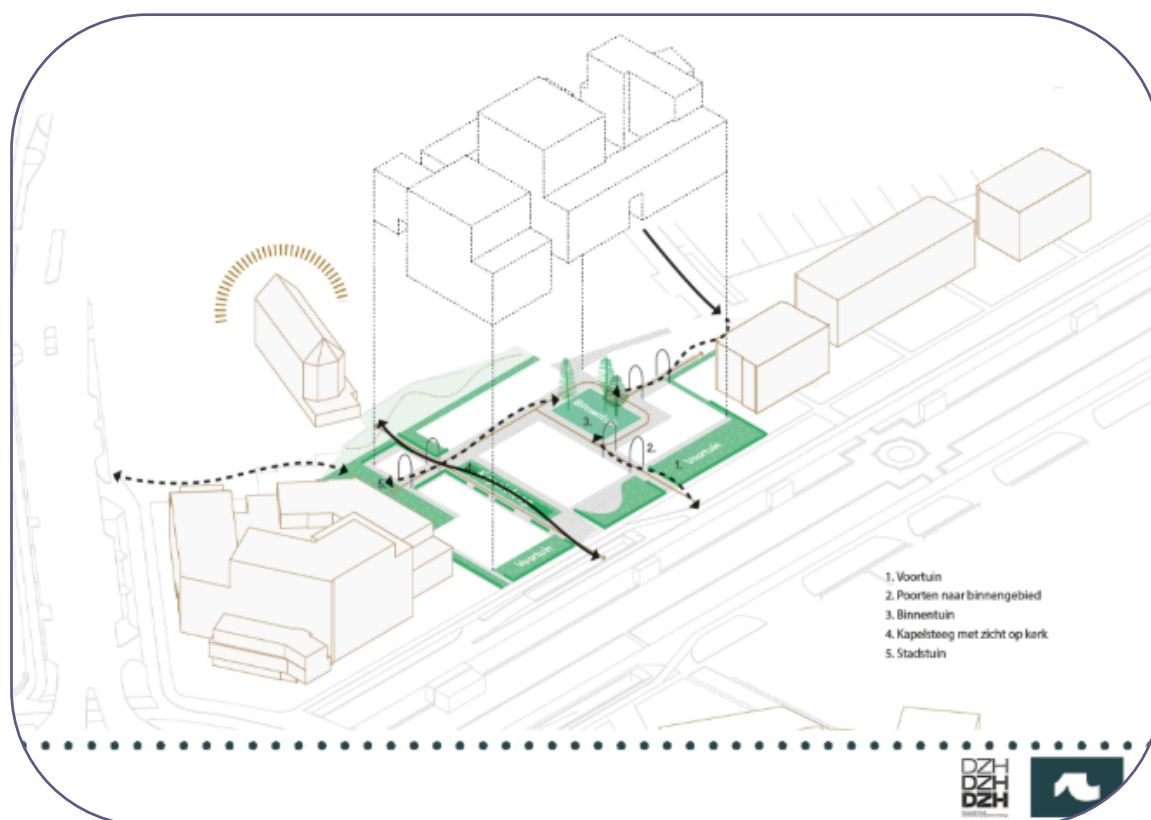 Binnentuin
3.
2.
1.
Voortuin
5.
Voortuin
1. Voortuin
2. Poorten naar binnengebied
3. Binnentuin
4. Kapelsteeg met zicht op kerk
5. Stadstuin
DZH
DZH
DZH